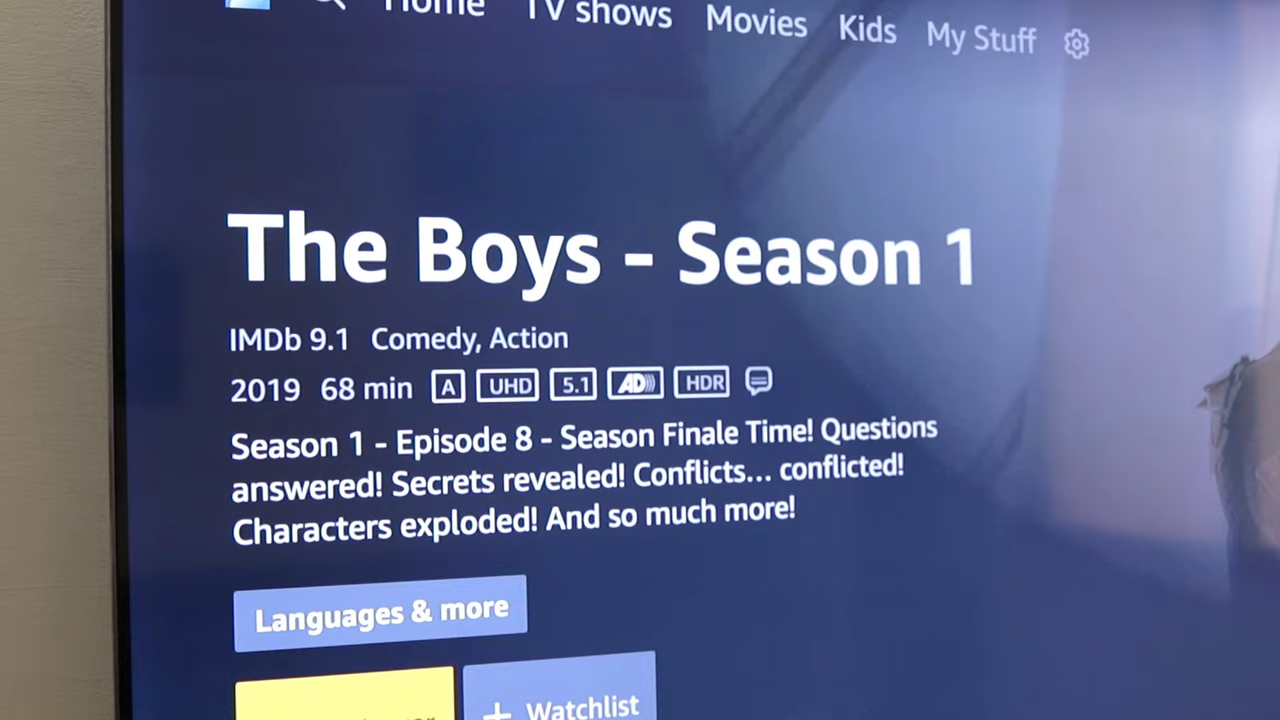 Home TV shows Movies Kids My Stuff
The Boys - Season 1
IMDb 9.1 Comedy, Action
2019 68 min A UHD 5.1 AD HDR
Season 1 - Episode 8 - Season Finale Time! Questions
answered! Secrets revealed! Conflicts... conflicted!
Characters exploded! And so much more!
Languages & more
+ Watchlist